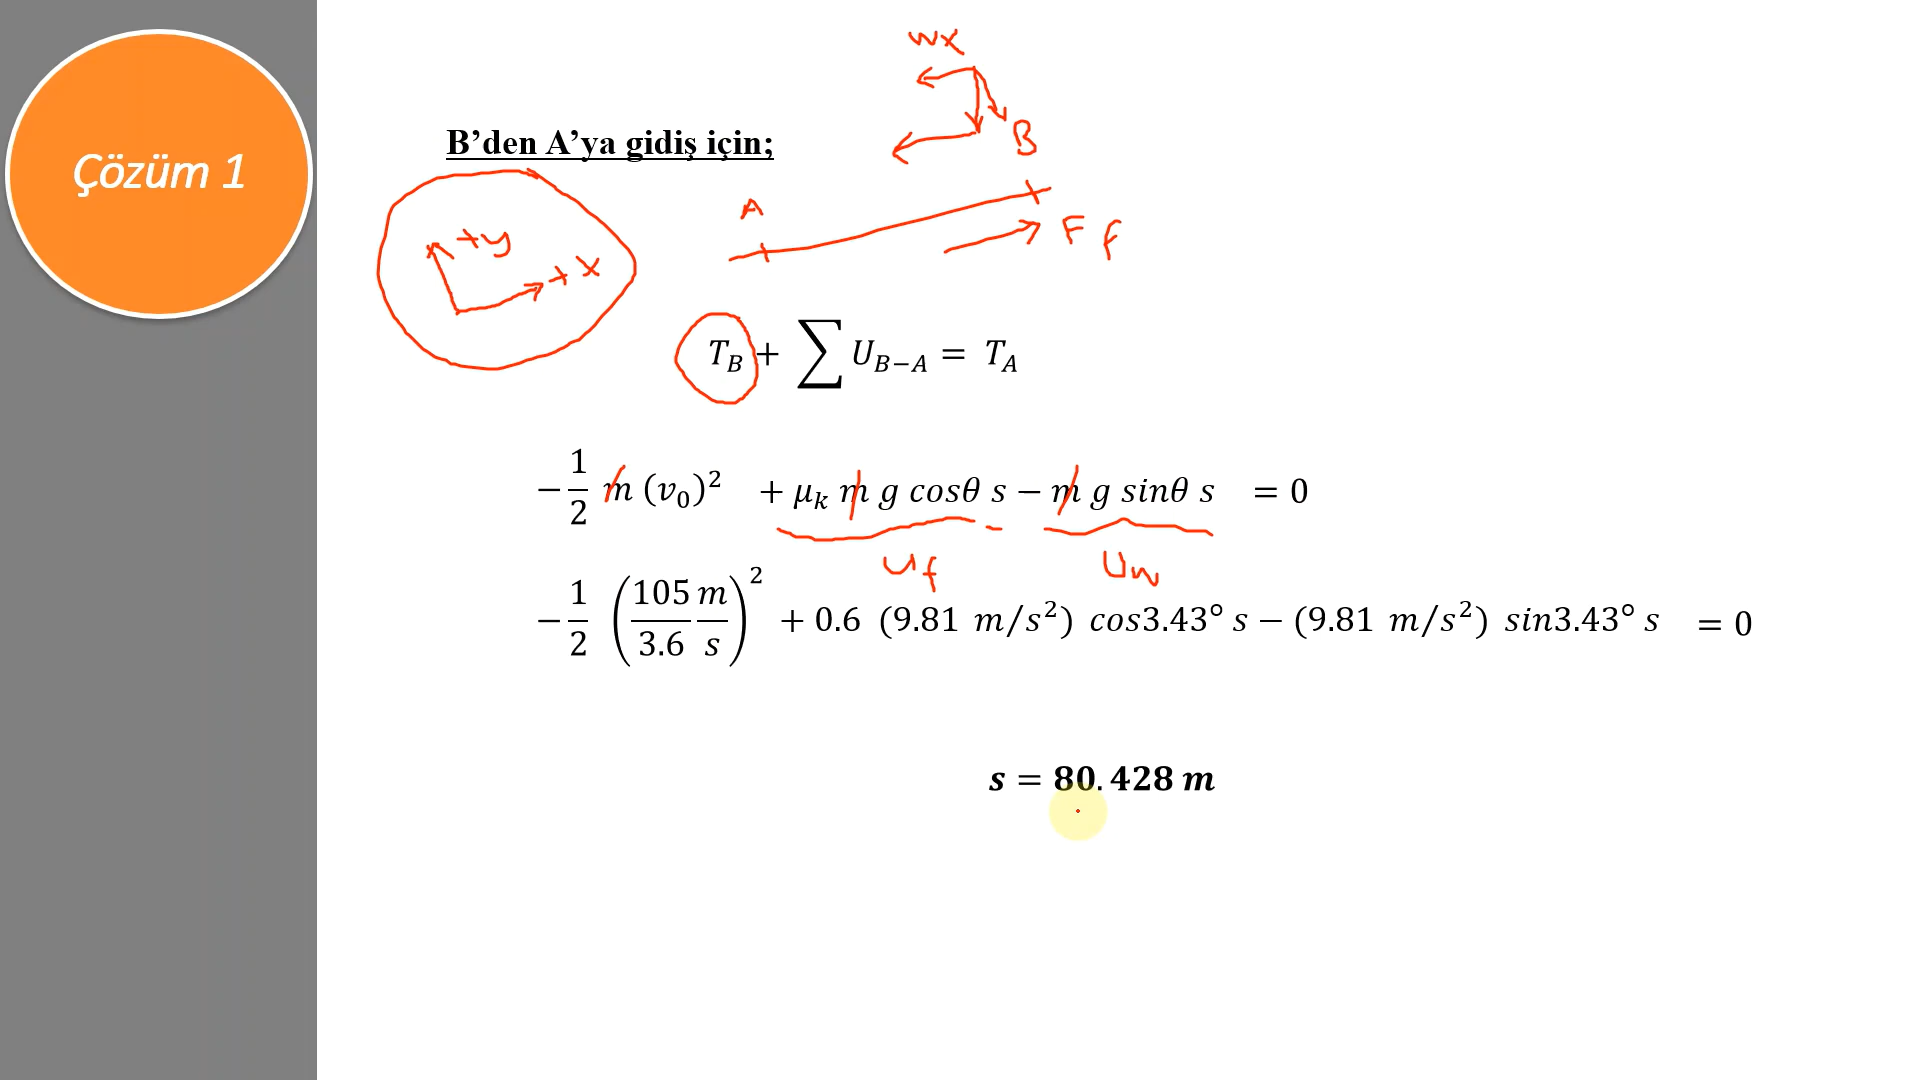 Çözüm 1
wx
B'den A'ya gidiş için;
B
A
+y
+x
F f
T_B + ∑ U_{B−A} = T_A
−1/2 m (v_0)^2 + μ_k m g cosθ s − m g sinθ s = 0
Uf Uw
−1/2 (105/3.6 m/s)^2 + 0.6 (9.81 m/s^2) cos3.43° s − (9.81 m/s^2) sin3.43° s = 0
s = 80.428 m